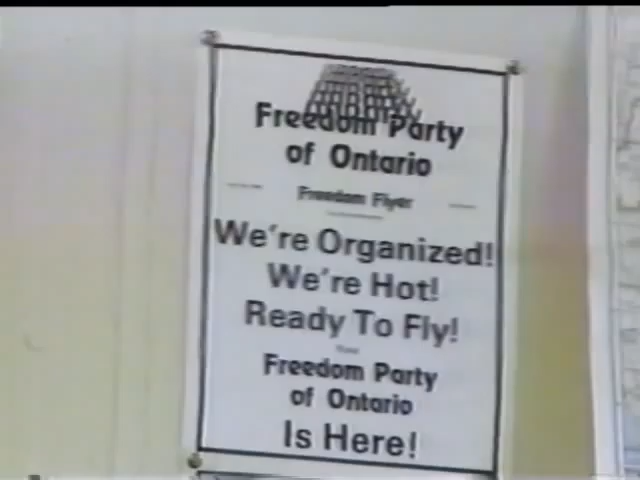 Freedom Party
of Ontario
Freedom Flyer
We're Organized!
We're Hot!
Ready To Fly!
Freedom Party
of Ontario
Is Here!